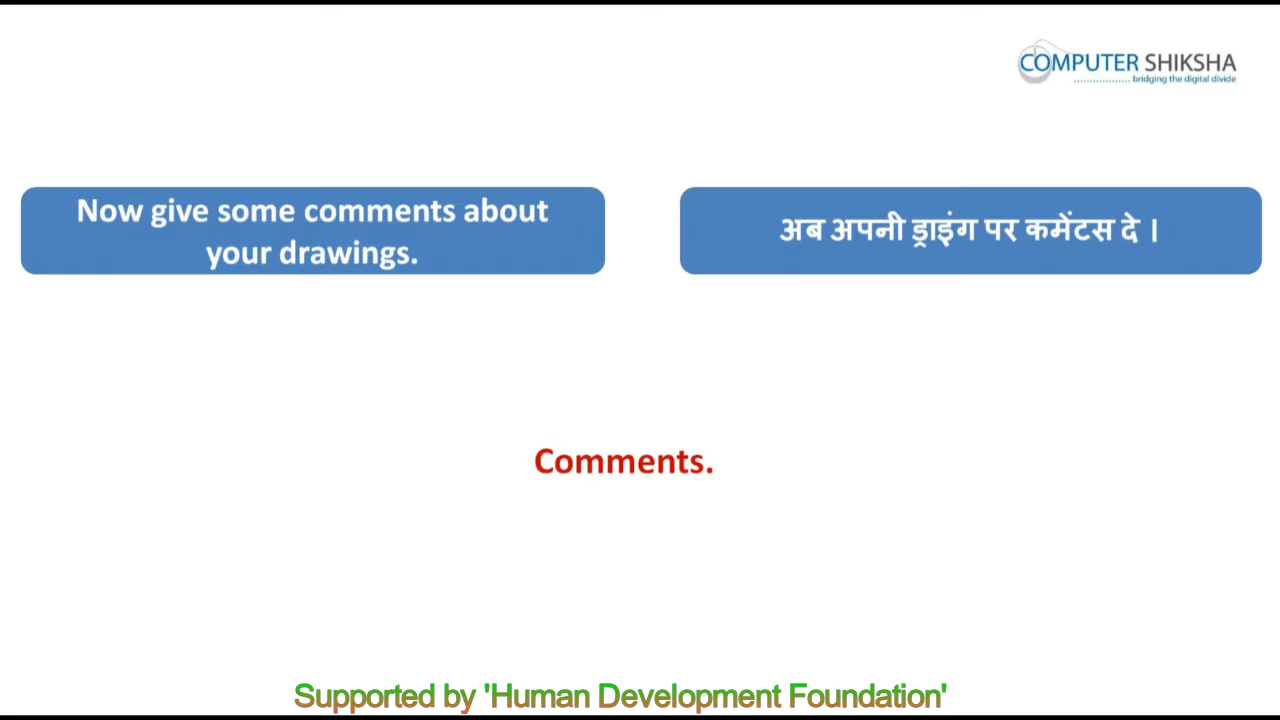 COMPUTER SHIKSHA
bridging the digital divide
Now give some comments about
your drawings.
अब अपनी ड्राइंग पर कमेंटस दे ।
Comments.
Supported by 'Human Development Foundation'